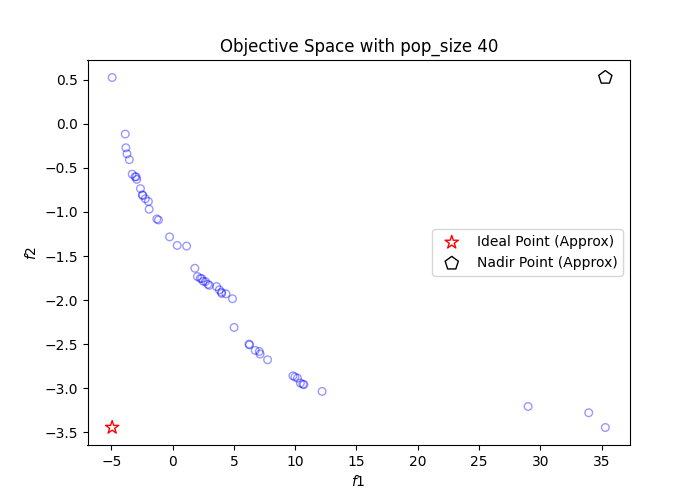 Objective Space with pop_size 40
0.5
0.0
−0.5
−1.0
−1.5
−2.0
−2.5
−3.0
−3.5
f2
Ideal Point (Approx)
Nadir Point (Approx)
−5 0 5 10 15 20 25 30 35
f1